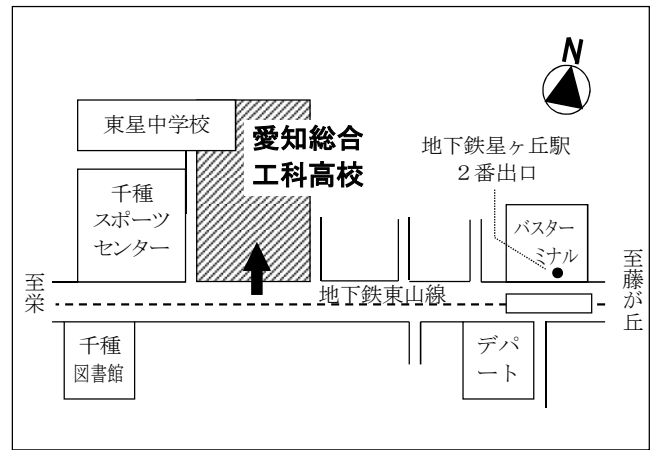 N
東星中学校
愛知総合
工科高校
地下鉄星ヶ丘駅
２番出口
千種
スポーツ
センター
バスター
ミナル
至栄
地下鉄東山線
至藤が丘
千種
図書館
デパ
ート